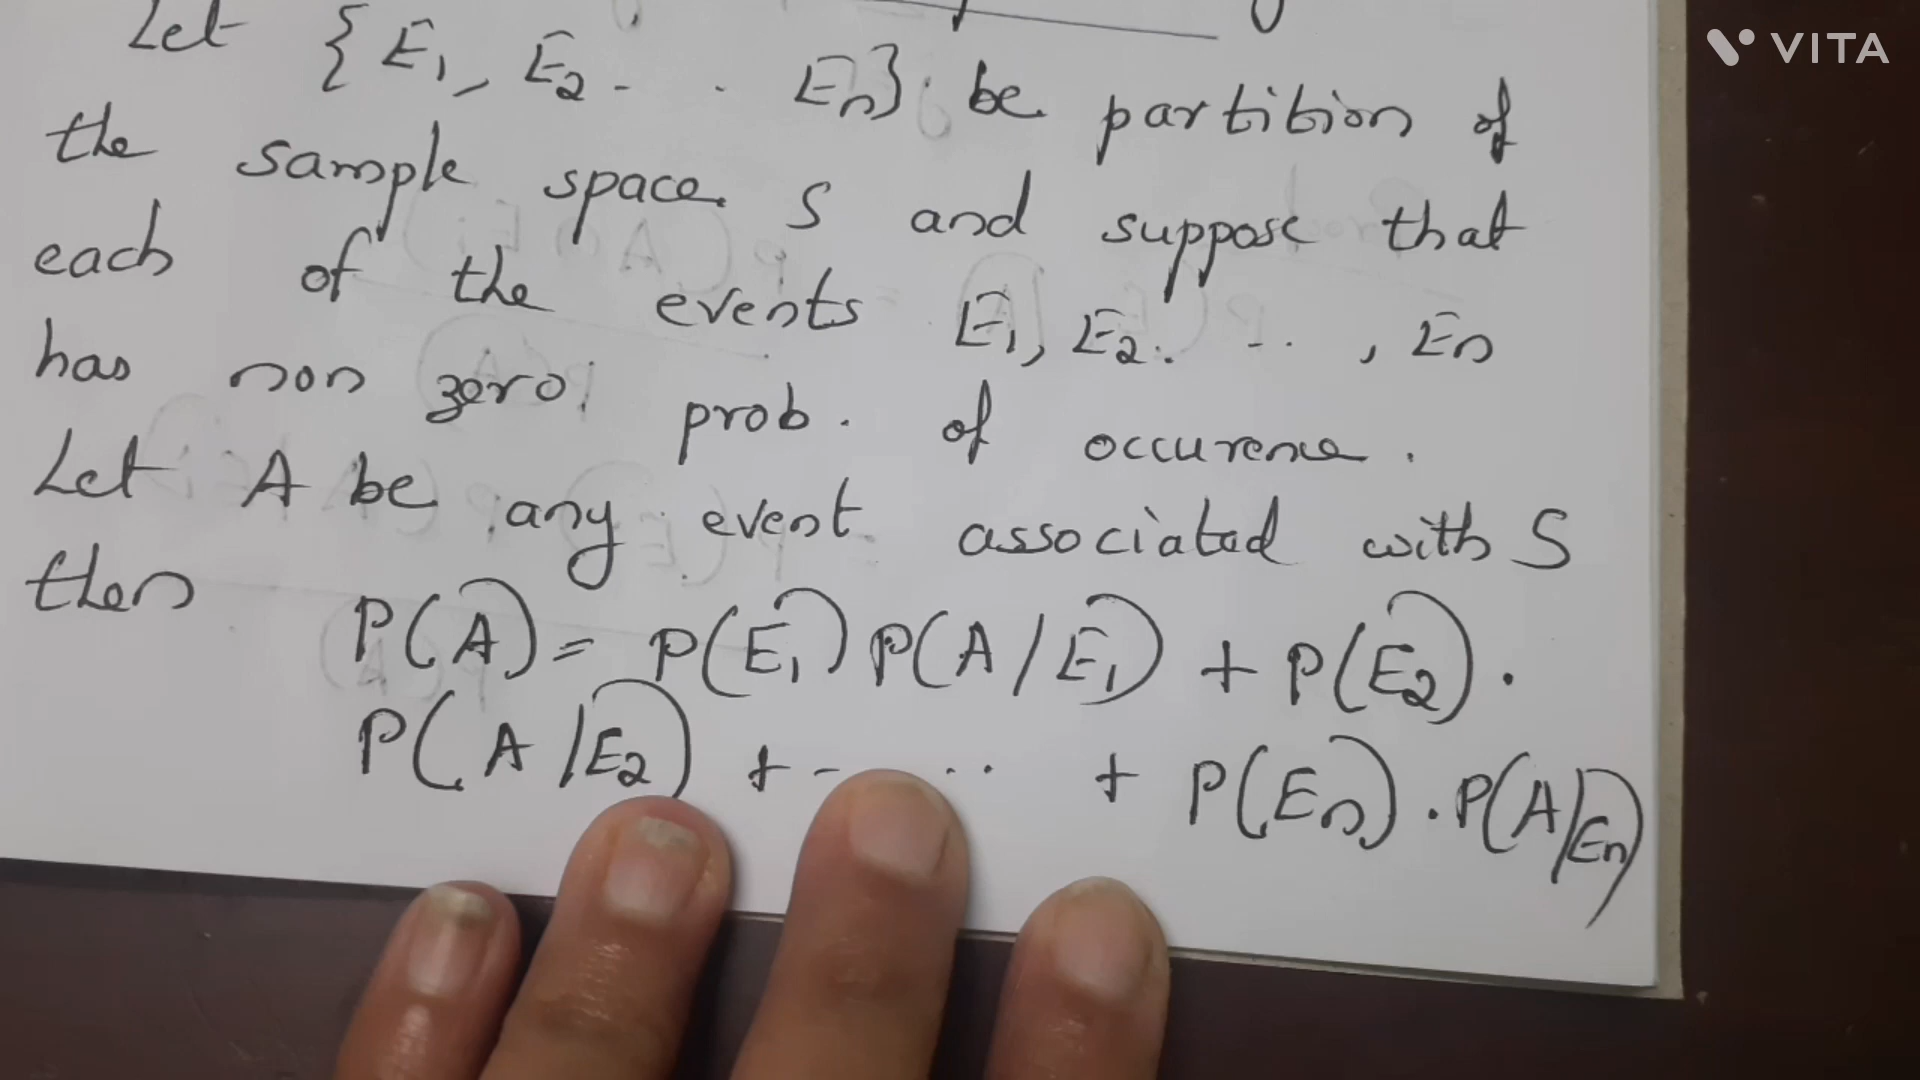 VITA
Let {E1, E2 - . En} be partition of
the sample space S and suppose that
each of the events E1, E2. ..., En
has non zero prob. of occurence.
Let A be any event associated with S
then P(A) = P(E1) P(A/E1) + P(E2).
P(A/E2) + - ... + P(En).P(A/En)